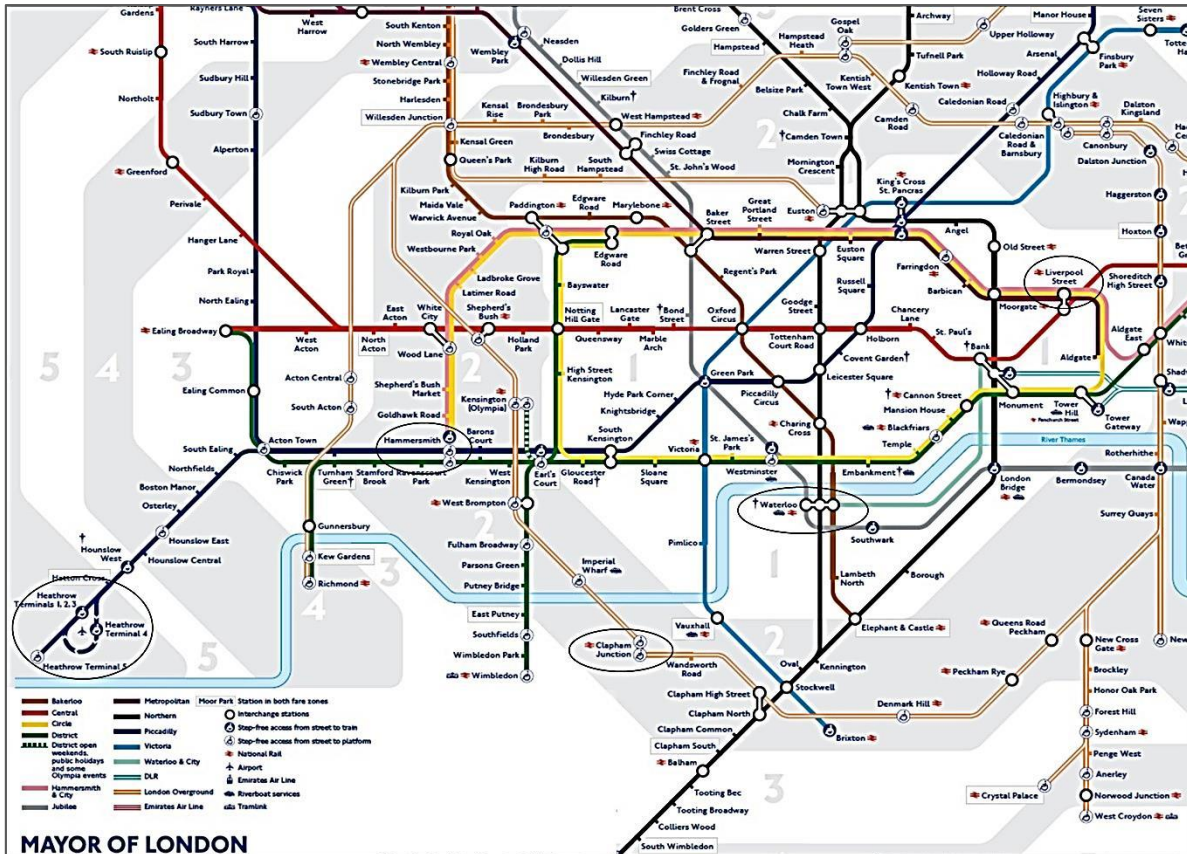 Gardens
South Ruislip
Northolt
Greenford
Perivale
Hanger Lane
Rayners Lane
West
Harrow
South Harrow
Sudbury Hill
Sudbury Town
Alperton
Park Royal
North Ealing
Ealing Broadway
West
Acton
North
Acton
East
Acton
White
City
Wood Lane
Shepherd's
Bush
Holland
Park
Notting
Hill Gate
Queensway
Lancaster
Gate
Marble
Arch
†Bond
Street
Oxford
Circus
Tottenham
Court Road
Holborn
Chancery
Lane
St. Paul's
†Bank
South Kenton
North Wembley
Wembley Central
Stonebridge Park
Harlesden
Willesden Junction
Kensal Green
Queen's Park
Kilburn Park
Maida Vale
Warwick Avenue
Paddington
Edgware
Road
Marylebone
Baker
Street
Regent's Park
Wembley
Park
Neasden
Dollis Hill
Willesden Green
Kilburn†
West Hampstead
Finchley Road
Swiss Cottage
St. John's Wood
Kensal
Rise
Brondesbury
Park
Brondesbury
Finchley Road
& Frognal
Hampstead
Heath
Kilburn
High Road
South
Hampstead
Brent Cross
Golders Green
Hampstead
Belsize Park
Chalk Farm
†Camden Town
Mornington
Crescent
Euston
Gospel
Oak
Kentish
Town West
Archway
Tufnell Park
Kentish Town
Camden
Road
Upper Holloway
Manor House
Arsenal
Holloway Road
Caledonian Road
Seven
Sisters
Finsbury
Park
Highbury &
Islington
Caledonian
Road &
Barnsbury
Canonbury
Dalston
Kingsland
Dalston Junction
Haggerston
Hoxton
Shoreditch
High Street
King's Cross
St. Pancras
Angel
Old Street
Liverpool
Street
Moorgate
Farringdon
Barbican
Great
Portland
Street
Euston
Square
Warren Street
Goodge
Street
Russell
Square
Royal Oak
Westbourne Park
Ladbroke Grove
Latimer Road
Edgware
Road
Bayswater
High Street
Kensington
Shepherd's Bush
Market
Goldhawk Road
Hammersmith
Barons
Court
Kensington
(Olympia)
Acton Central
South Acton
Ealing Common
South Ealing
Acton Town
Northfields
Boston Manor
Osterley
Hounslow East
Hounslow Central
†
Hounslow
West
Hatton Cross
Heathrow
Terminals 1, 2, 3
Heathrow
Terminal 4
Heathrow Terminal 5
Chiswick
Park
Turnham
Green†
Stamford
Brook
Ravenscourt
Park
West
Kensington
Earl's
Court
Gloucester
Road†
South
Kensington
Sloane
Square
Victoria
St. James's
Park
Westminster
Embankment†
Knightsbridge
Hyde Park Corner
Green Park
Piccadilly
Circus
Leicester Square
Covent Garden†
Charing
Cross
Temple
†Blackfriars
Mansion House
†Cannon Street
Monument
Tower
Hill
Fenchurch Street
Tower
Gateway
Aldgate
Aldgate
East
River Thames
Gunnersbury
Kew Gardens
Richmond
West Brompton
Fulham Broadway
Parsons Green
Putney Bridge
East Putney
Southfields
Wimbledon Park
Wimbledon
Imperial
Wharf
Clapham
Junction
Wandsworth
Road
†Waterloo
Southwark
London
Bridge
Bermondsey
Canada
Water
Rotherhithe
Surrey Quays
Lambeth
North
Borough
Elephant & Castle
Pimlico
Vauxhall
Oval
Kennington
Stockwell
Brixton
Clapham High Street
Clapham North
Clapham Common
Clapham South
Balham
Tooting Bec
Tooting Broadway
Colliers Wood
South Wimbledon
Denmark Hill
Peckham Rye
Queens Road
Peckham
New Cross
Gate
Brockley
Honor Oak Park
Forest Hill
Sydenham
Penge West
Anerley
Crystal Palace
Norwood Junction
West Croydon
5
4
3
2
1
2
1
2
1
2
3
3
4
5
Bakerloo
Central
Circle
District
District open
weekends,
public holidays
and some
Olympia events
Hammersmith
& City
Jubilee
Metropolitan
Northern
Piccadilly
Victoria
Waterloo & City
DLR
London Overground
Emirates Air Line
Moor Park Station in both fare zones
Interchange stations
Step-free access from street to train
Step-free access from street to platform
National Rail
Airport
Emirates Air Line
Riverboat services
Tramlink
MAYOR OF LONDON